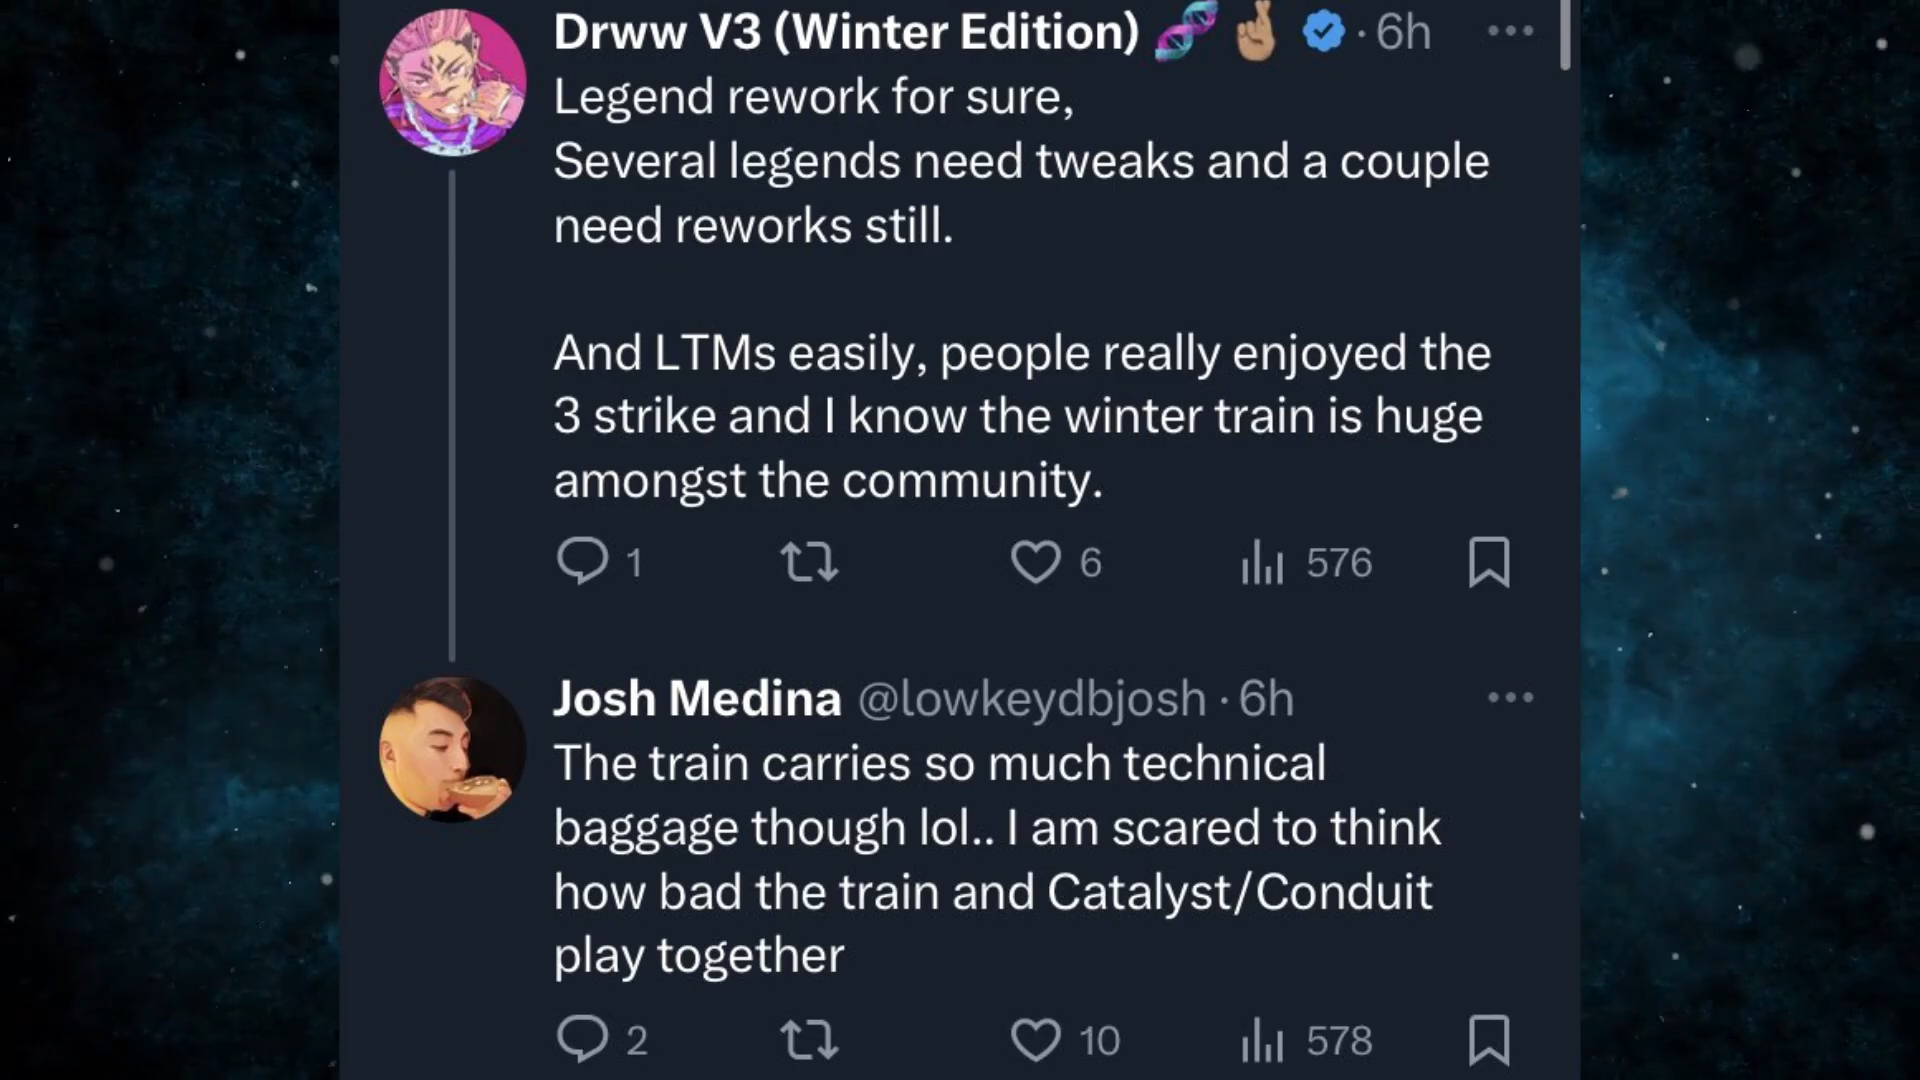 Drww V3 (Winter Edition) 🧬 🤞🏽 · 6h
Legend rework for sure,
Several legends need tweaks and a couple
need reworks still.
And LTMs easily, people really enjoyed the
3 strike and I know the winter train is huge
amongst the community.
1 6 576
Josh Medina @lowkeydbjosh · 6h
The train carries so much technical
baggage though lol.. I am scared to think
how bad the train and Catalyst/Conduit
play together
2 10 578